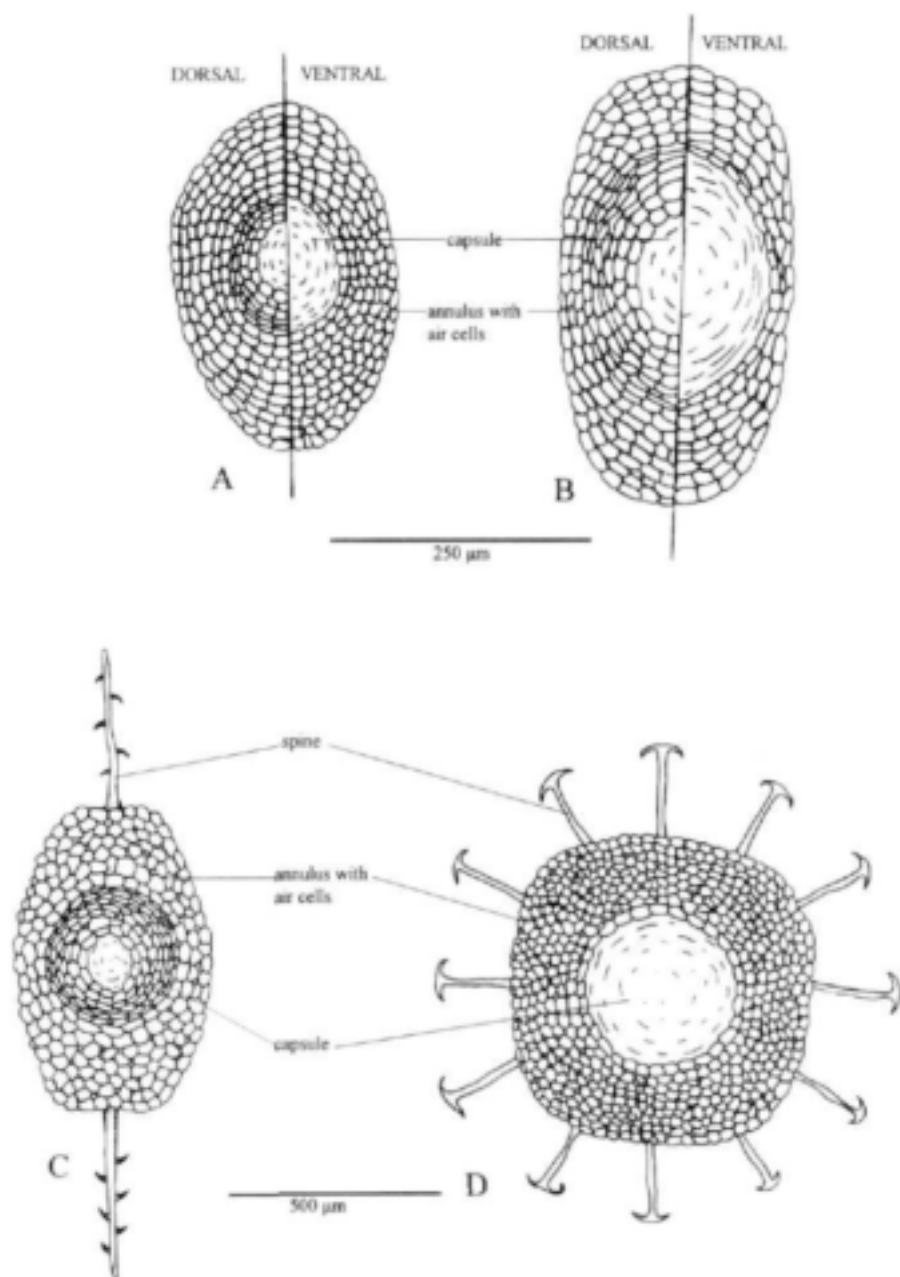 DORSAL VENTRAL
DORSAL VENTRAL
capsule
annulus with
air cells
A
B
250 µm
spine
annulus with
air cells
capsule
C
D
500 µm